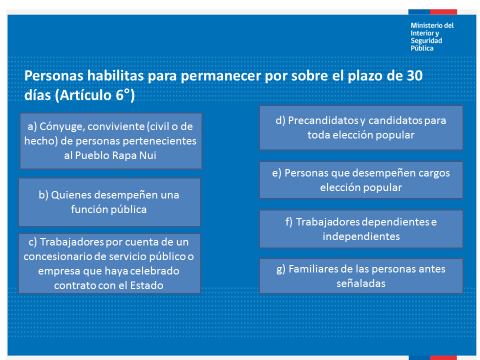 Ministerio del
Interior y
Seguridad
Pública
Personas habilitas para permanecer por sobre el plazo de 30
días (Artículo 6°)
a) Cónyuge, conviviente (civil o de
hecho) de personas pertenecientes
al Pueblo Rapa Nui
b) Quienes desempeñen una
función pública
c) Trabajadores por cuenta de un
concesionario de servicio público o
empresa que haya celebrado
contrato con el Estado
d) Precandidatos y candidatos para
toda elección popular
e) Personas que desempeñen cargos
elección popular
f) Trabajadores dependientes e
independientes
g) Familiares de las personas antes
señaladas